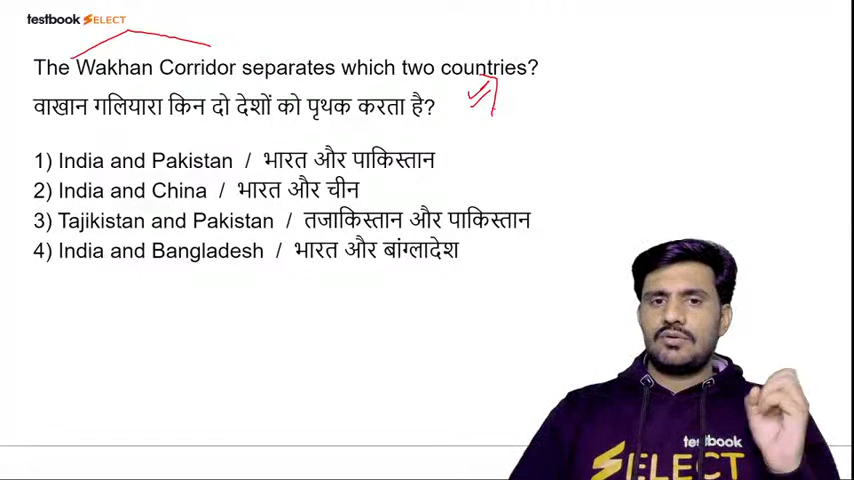 testbook SELECT
The Wakhan Corridor separates which two countries?
वाखान गलियारा किन दो देशों को पृथक करता है?
1) India and Pakistan / भारत और पाकिस्तान
2) India and China / भारत और चीन
3) Tajikistan and Pakistan / तजाकिस्तान और पाकिस्तान
4) India and Bangladesh / भारत और बांग्लादेश
testbook
SELECT